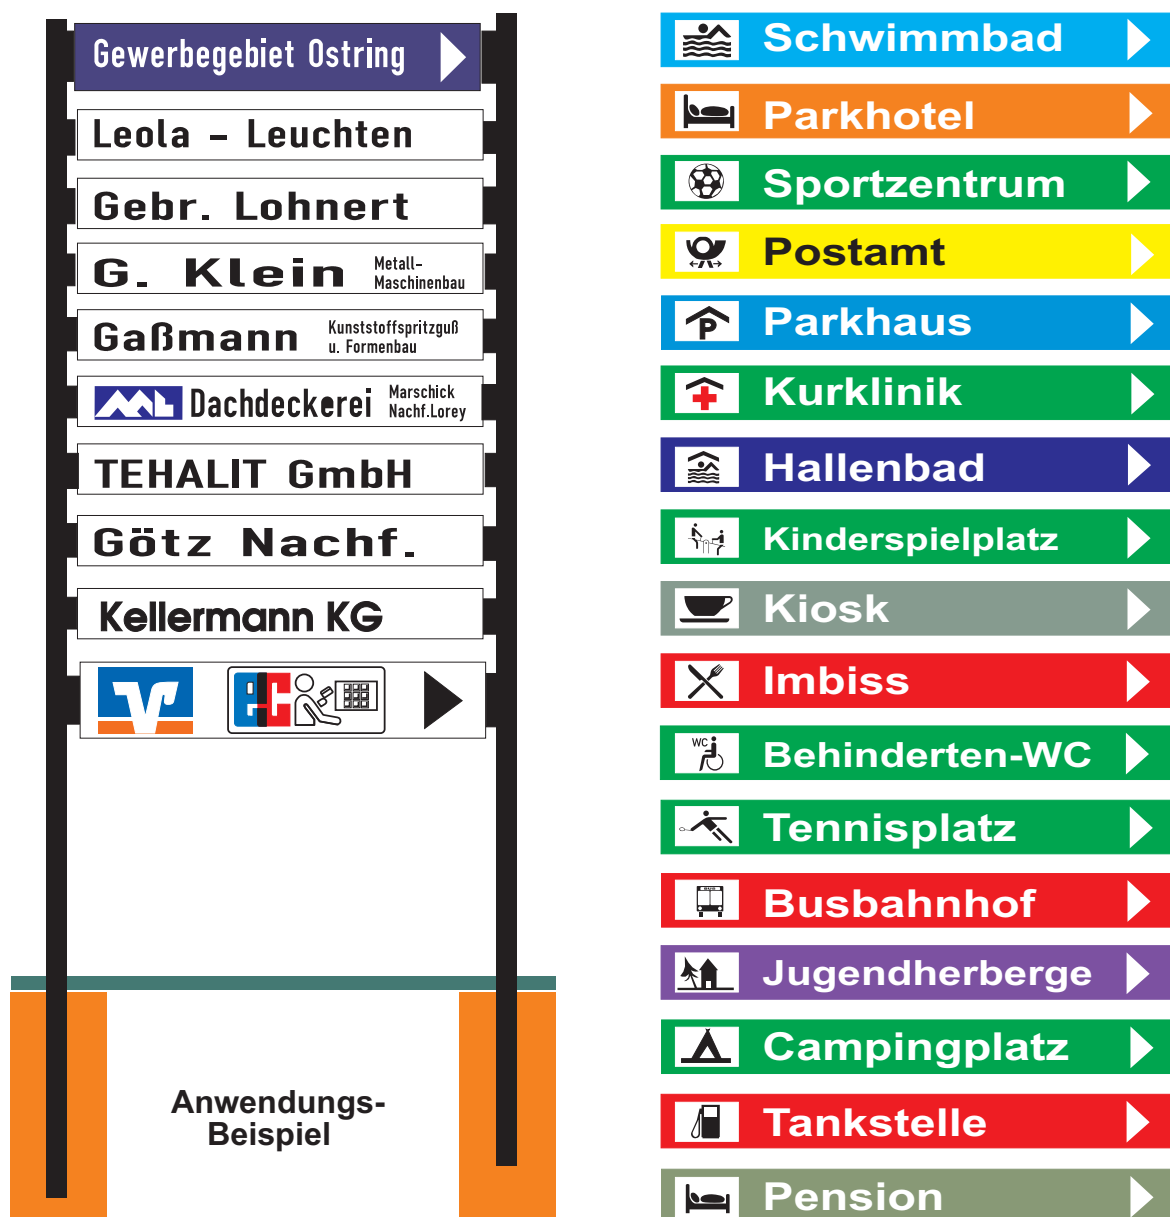 Gewerbegebiet Ostring
Leola - Leuchten
Gebr. Lohnert
G. Klein Metall-
Maschinenbau
Gaßmann Kunststoffspritzguß
u. Formenbau
Dachdeckerei Marschick
Nachf.Lorey
TEHALIT GmbH
Götz Nachf.
Kellermann KG
Anwendungs-
Beispiel
Schwimmbad
Parkhotel
Sportzentrum
Postamt
P Parkhaus
Kurklinik
Hallenbad
Kinderspielplatz
Kiosk
Imbiss
WC Behinderten-WC
Tennisplatz
Busbahnhof
Jugendherberge
Campingplatz
Tankstelle
Pension